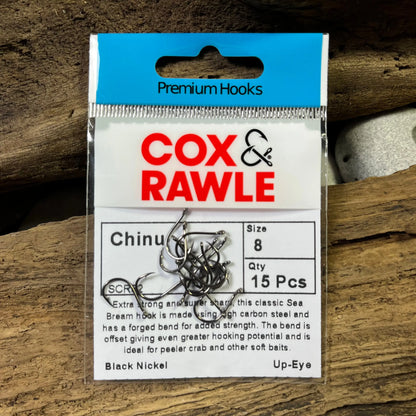 Premium Hooks
COX &
RAWLE
Chinu
Size
8
Qty
15 Pcs
SCR
Extra strong and super sharp, this classic Sea
Bream hook is made using high carbon steel and
has a forged bend for added strength. The bend is
offset giving even greater hooking potential and is
ideal for peeler crab and other soft baits.
Black Nickel
Up-Eye